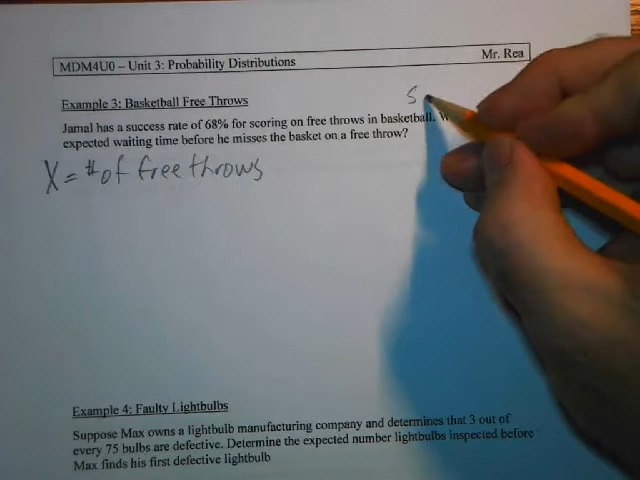 MDM4U0 – Unit 3: Probability Distributions Mr. Rea
S
Example 3: Basketball Free Throws
Jamal has a success rate of 68% for scoring on free throws in basketball.
expected waiting time before he misses the basket on a free throw?
X = # of free throws
Example 4: Faulty Lightbulbs
Suppose Max owns a lightbulb manufacturing company and determines that 3 out of
every 75 bulbs are defective. Determine the expected number lightbulbs inspected before
Max finds his first defective lightbulb